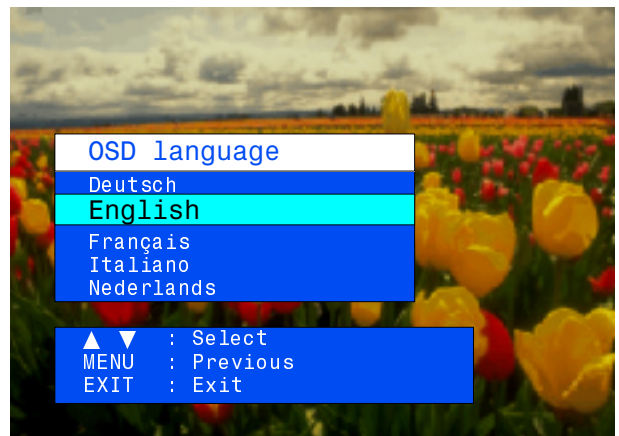 OSD language
Deutsch
English
Français
Italiano
Nederlands
▲ ▼ : Select
MENU : Previous
EXIT : Exit